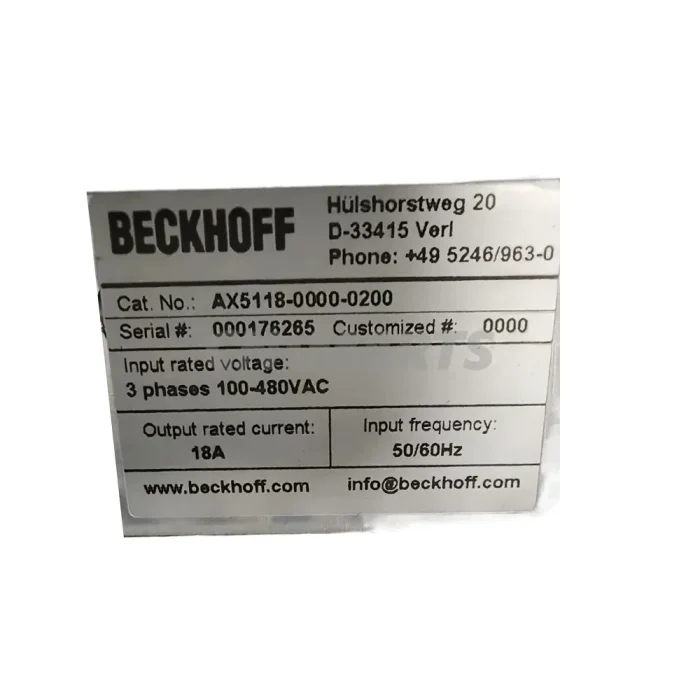 BECKHOFF
Hülshorstweg 20
D-33415 Verl
Phone: +49 5246/963-0
Cat. No.: AX5118-0000-0200
Serial #: 000176265 Customized #: 0000
Input rated voltage:
3 phases 100-480VAC
Output rated current:
18A
Input frequency:
50/60Hz
www.beckhoff.com info@beckhoff.com